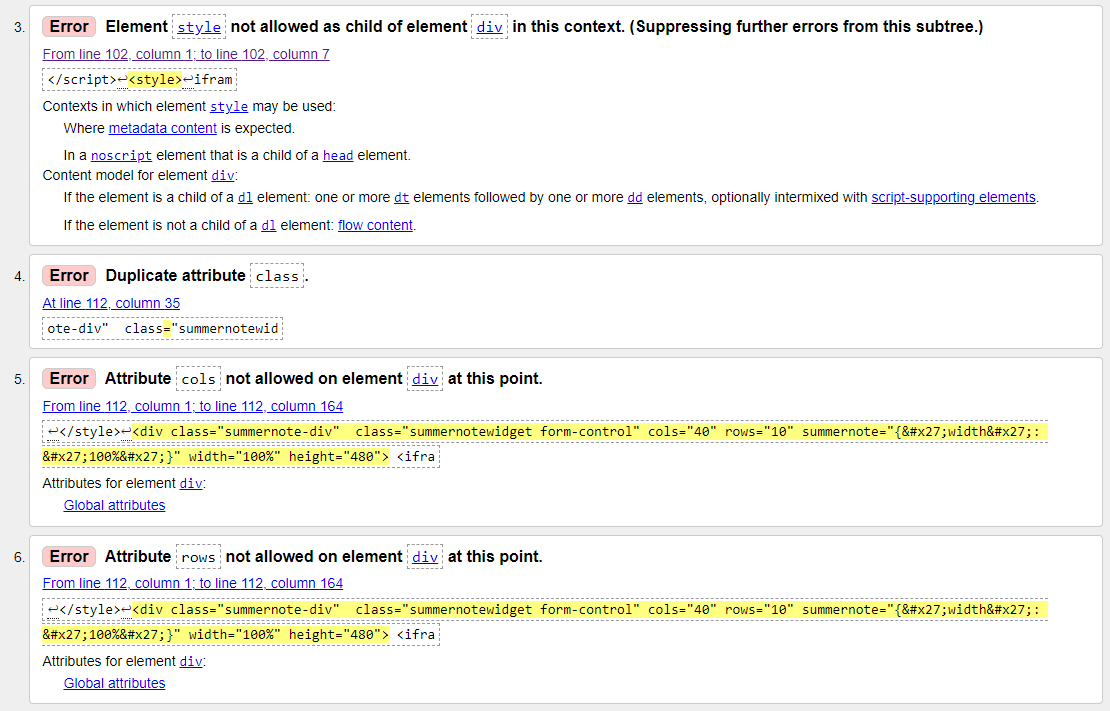 3. Error Element style not allowed as child of element div in this context. (Suppressing further errors from this subtree.)
From line 102, column 1; to line 102, column 7
</script>↩<style>↩ifram
Contexts in which element style may be used:
Where metadata content is expected.
In a noscript element that is a child of a head element.
Content model for element div:
If the element is a child of a dl element: one or more dt elements followed by one or more dd elements, optionally intermixed with script-supporting elements.
If the element is not a child of a dl element: flow content.
4. Error Duplicate attribute class.
At line 112, column 35
ote-div"  class="summernotewid
5. Error Attribute cols not allowed on element div at this point.
From line 112, column 1; to line 112, column 164
↩</style>↩<div class="summernote-div"  class="summernotewidget form-control" cols="40" rows="10" summernote="{&#x27;width&#x27;:
&#x27;100%&#x27;}" width="100%" height="480"> <ifra
Attributes for element div:
Global attributes
6. Error Attribute rows not allowed on element div at this point.
From line 112, column 1; to line 112, column 164
↩</style>↩<div class="summernote-div"  class="summernotewidget form-control" cols="40" rows="10" summernote="{&#x27;width&#x27;:
&#x27;100%&#x27;}" width="100%" height="480"> <ifra
Attributes for element div:
Global attributes